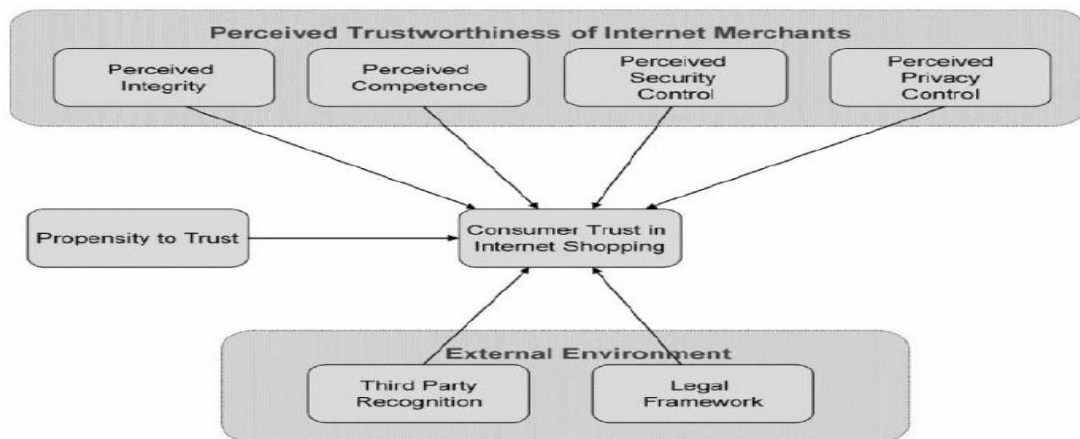 Perceived Trustworthiness of Internet Merchants
Perceived
Integrity
Perceived
Competence
Perceived
Security
Control
Perceived
Privacy
Control
Propensity to Trust
Consumer Trust in
Internet Shopping
External Environment
Third Party
Recognition
Legal
Framework